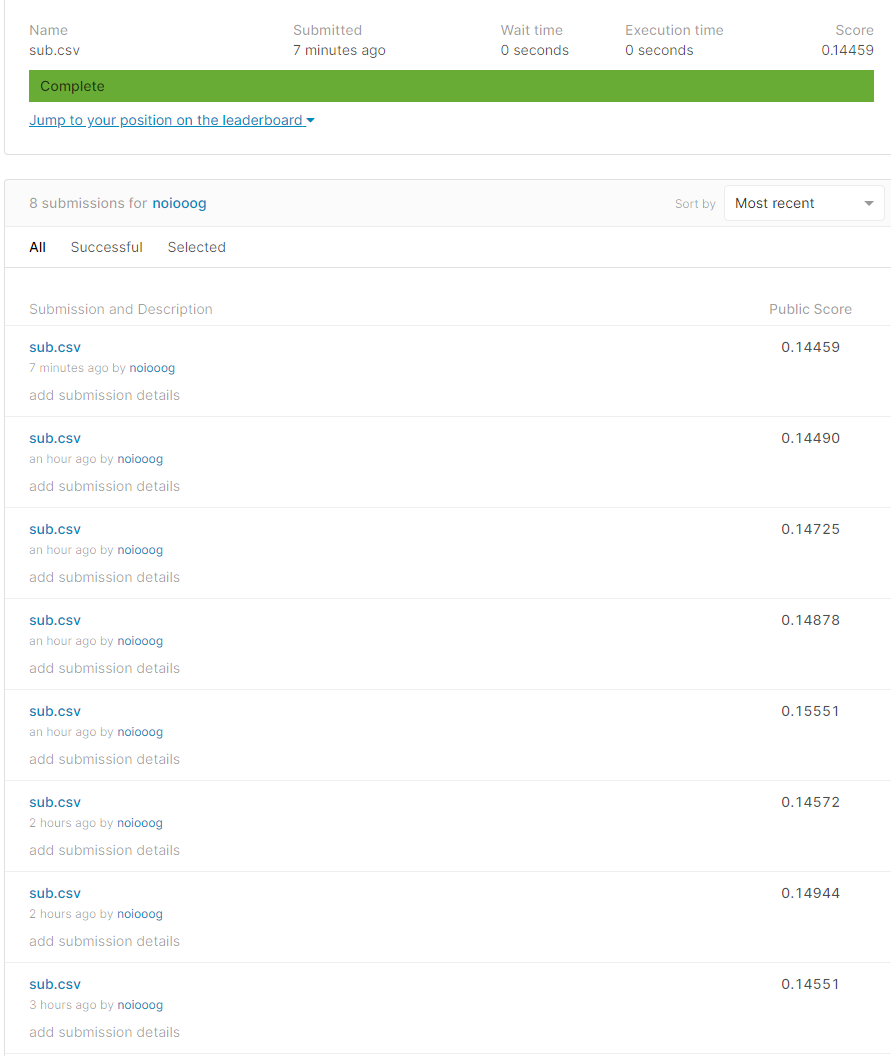 Name Submitted Wait time Execution time Score
sub.csv 7 minutes ago 0 seconds 0 seconds 0.14459
Complete
Jump to your position on the leaderboard
8 submissions for noiooog Sort by Most recent
All Successful Selected
Submission and Description Public Score
sub.csv 0.14459
7 minutes ago by noiooog
add submission details
sub.csv 0.14490
an hour ago by noiooog
add submission details
sub.csv 0.14725
an hour ago by noiooog
add submission details
sub.csv 0.14878
an hour ago by noiooog
add submission details
sub.csv 0.15551
an hour ago by noiooog
add submission details
sub.csv 0.14572
2 hours ago by noiooog
add submission details
sub.csv 0.14944
2 hours ago by noiooog
add submission details
sub.csv 0.14551
3 hours ago by noiooog
add submission details